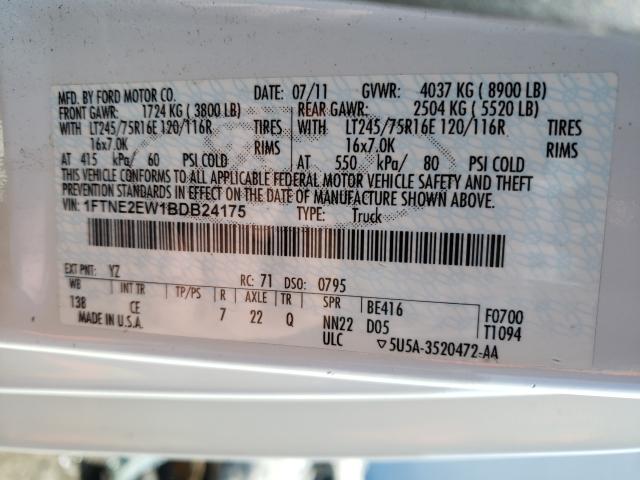 MFD. BY FORD MOTOR CO. DATE: 07/11 GVWR: 4037 KG ( 8900 LB)
FRONT GAWR: 1724 KG ( 3800 LB) REAR GAWR: 2504 KG ( 5520 LB)
WITH LT245/75R16E 120/116R TIRES WITH LT245/75R16E 120/116R TIRES
16x7.0K RIMS 16x7.0K RIMS
AT 415 kPa/ 60 PSI COLD AT 550 kPa/ 80 PSI COLD
THIS VEHICLE CONFORMS TO ALL APPLICABLE FEDERAL MOTOR VEHICLE SAFETY AND THEFT
PREVENTION STANDARDS IN EFFECT ON THE DATE OF MANUFACTURE SHOWN ABOVE.
VIN: 1FTNE2EW1BDB24175 TYPE: Truck
EXT PNT: YZ RC: 71 DSO: 0795
WB INT TR TP/PS R AXLE TR SPR BE416 F0700
138 CE 7 22 Q NN22 D05 T1094
MADE IN U.S.A. ULC ▽5U5A-3520472-AA